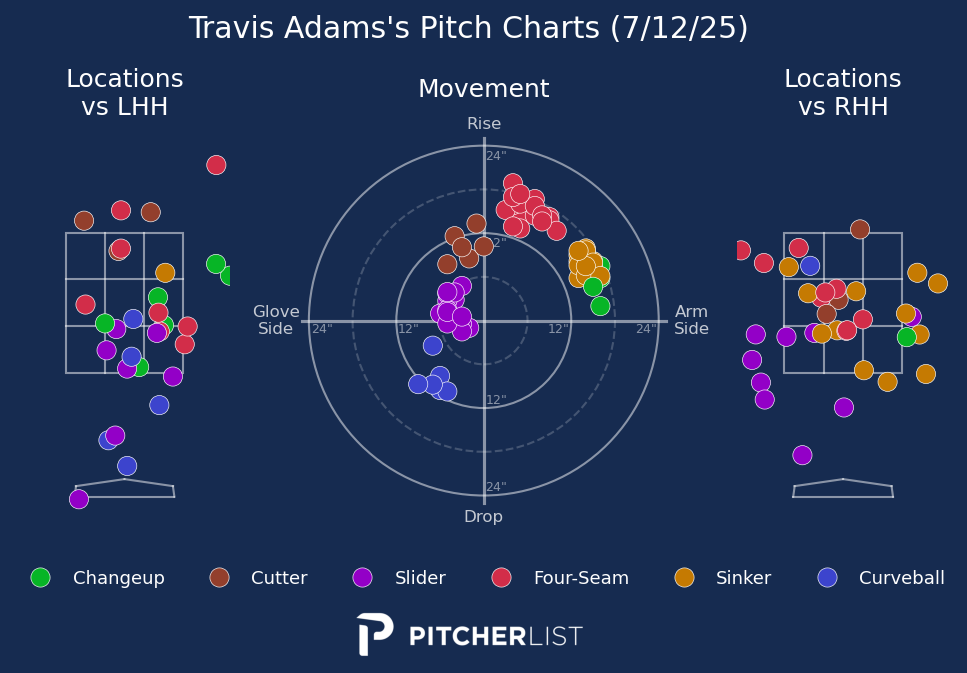 Travis Adams's Pitch Charts (7/12/25)
Locations
vs LHH
Movement
Locations
vs RHH
Rise
24"
2"
Glove
Side
24"
12"
12"
24"
Arm
Side
12"
24"
Drop
Changeup
Cutter
Slider
Four-Seam
Sinker
Curveball
PITCHERLIST